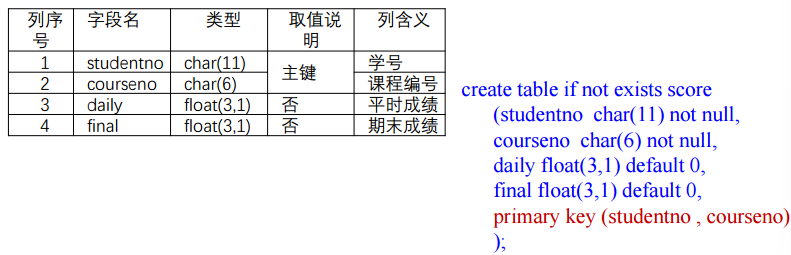 列序号 字段名 类型 取值说明 列含义
1 studentno char(11) 主键 学号
2 courseno char(6) 课程编号
3 daily float(3,1) 否 平时成绩
4 final float(3,1) 否 期末成绩
create table if not exists score
(studentno char(11) not null,
courseno char(6) not null,
daily float(3,1) default 0,
final float(3,1) default 0,
primary key (studentno , courseno)
);